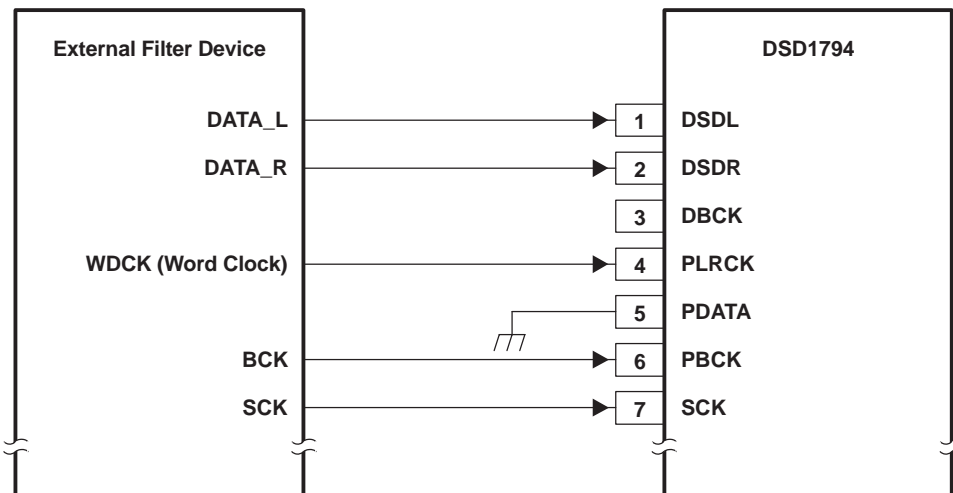 External Filter Device
DSD1794
DATA_L
1
DSDL
DATA_R
2
DSDR
3
DBCK
WDCK (Word Clock)
4
PLRCK
5
PDATA
BCK
6
PBCK
SCK
7
SCK